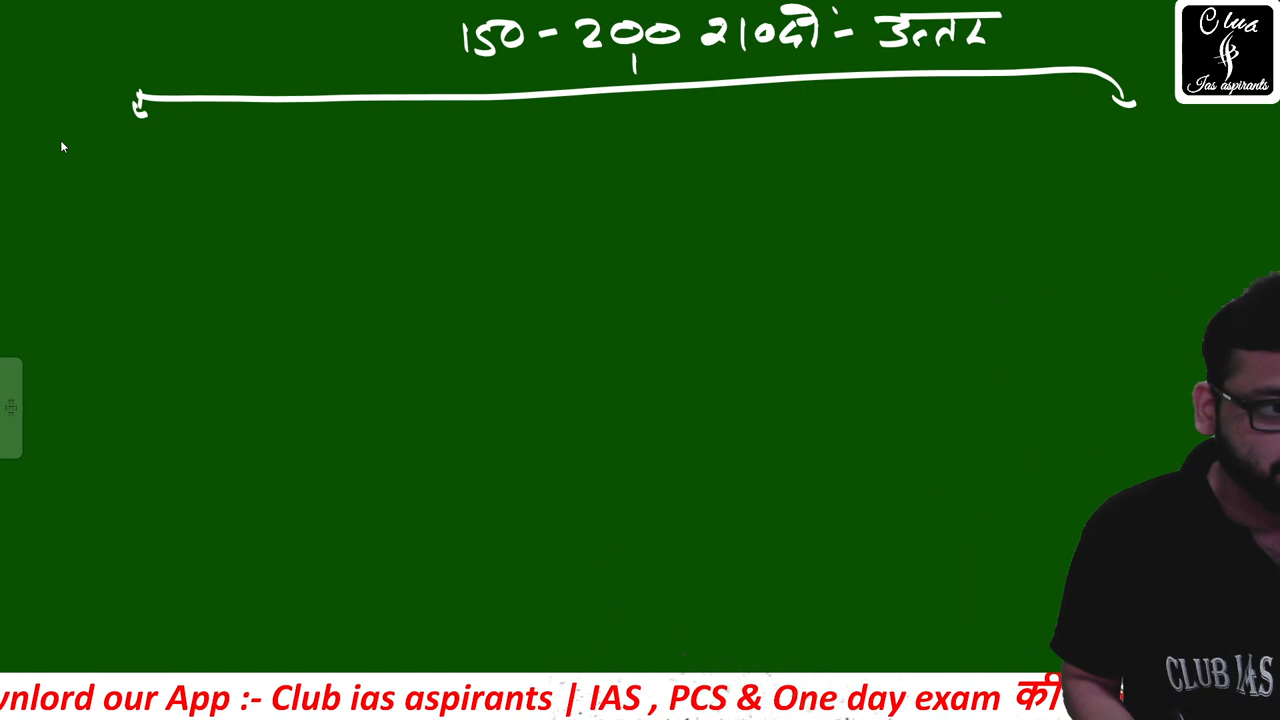 150 - 200 शब्दों :- उत्तर
Club
Ias aspirants
CLUB IAS
wnlord our App :- Club ias aspirants | IAS , PCS & One day exam की